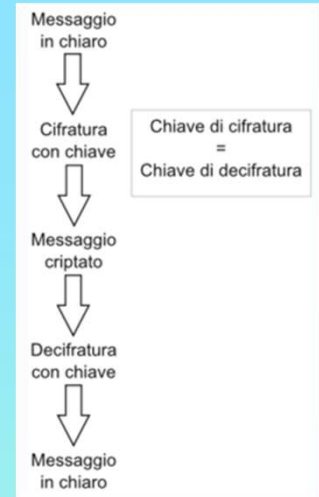 Messaggio
in chiaro
Cifratura
con chiave
Chiave di cifratura
=
Chiave di decifratura
Messaggio
criptato
Decifratura
con chiave
Messaggio
in chiaro